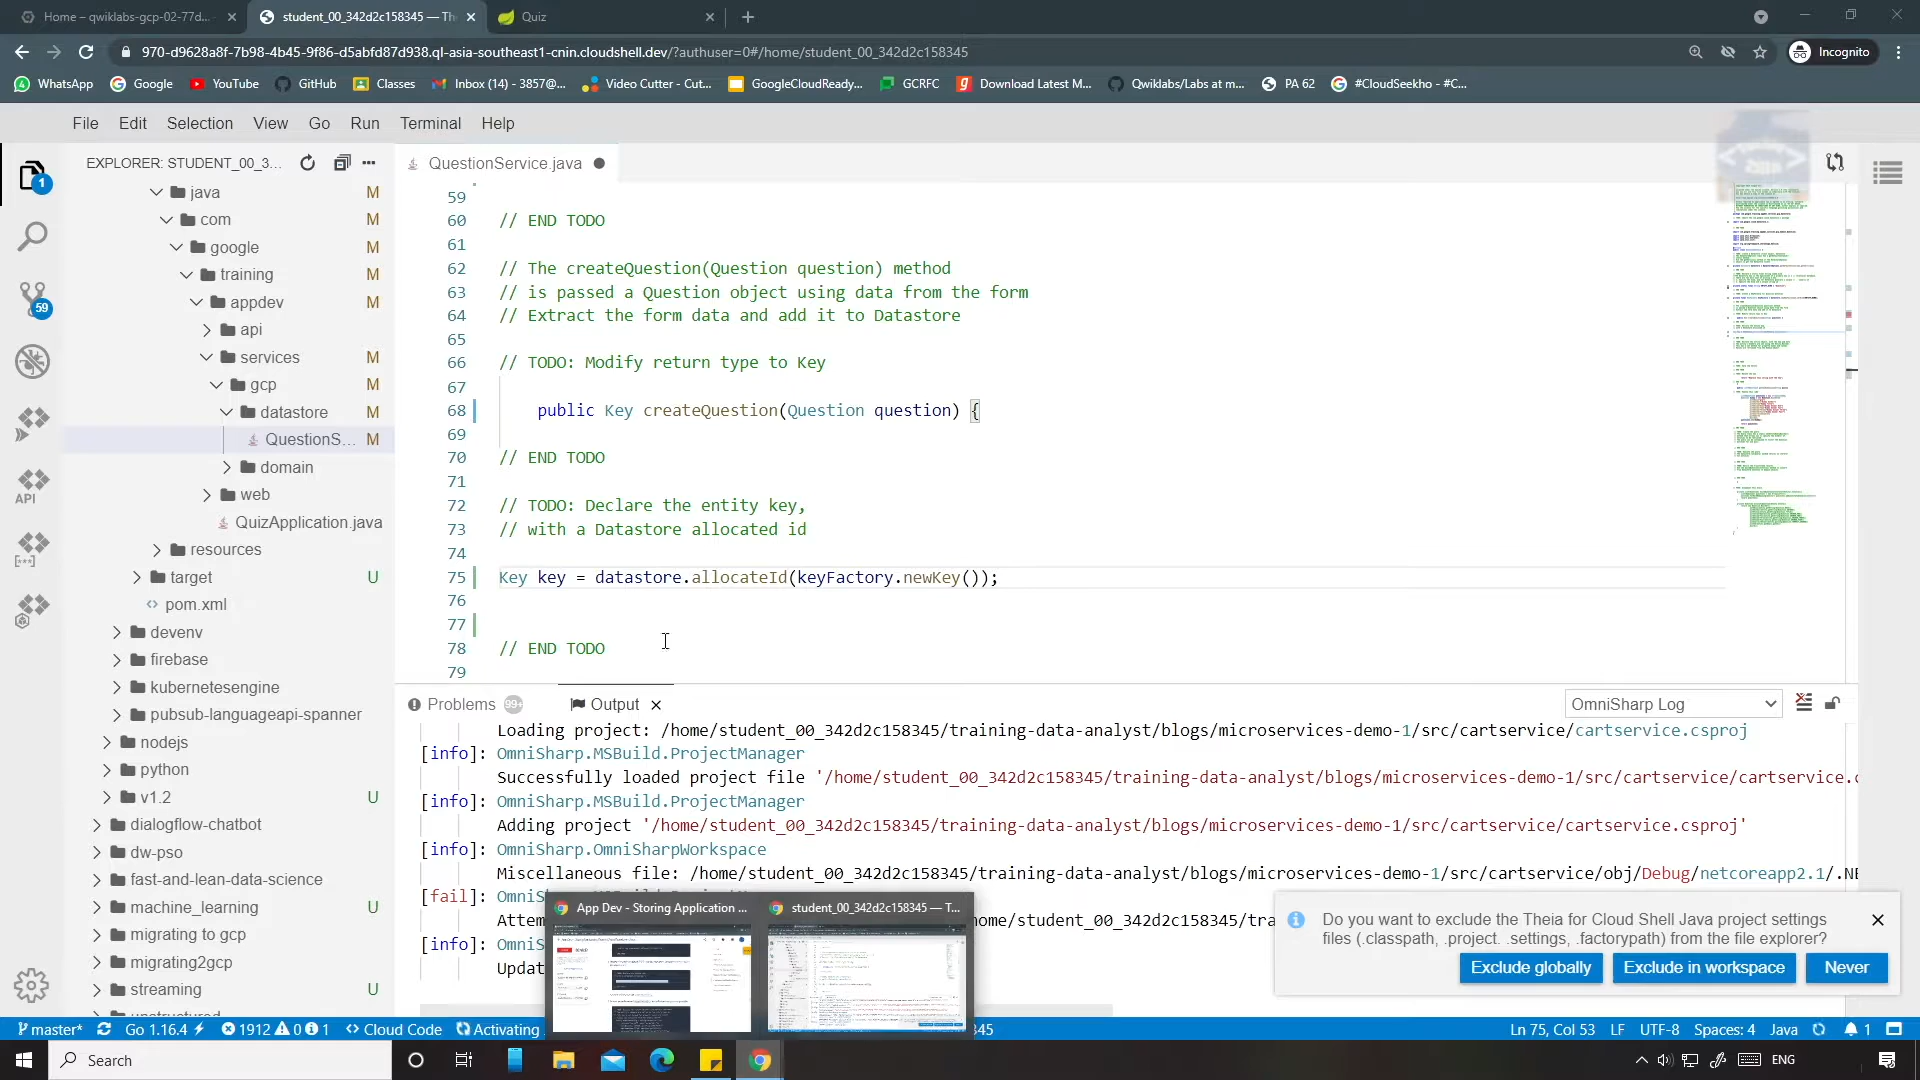 Home – qwiklabs-gcp-02-77d...
student_00_342d2c158345 — Th
Quiz
970-d9628a8f-7b98-4b45-9f86-d5abfd87d938.ql-asia-southeast1-cnin.cloudshell.dev/?authuser=0#/home/student_00_342d2c158345
Incognito
WhatsApp Google YouTube GitHub Classes Inbox (14) - 3857@... Video Cutter - Cut... GoogleCloudReady... GCRFC Download Latest M... Qwiklabs/Labs at m... PA 62 #CloudSeekho - #C...
File Edit Selection View Go Run Terminal Help
EXPLORER: STUDENT_00_3...
1
59
API
java M
com M
google M
training M
appdev M
api
services M
gcp M
datastore M
QuestionS... M
domain
web
QuizApplication.java
resources
target U
pom.xml
devenv
firebase
kubernetesengine
pubsub-languageapi-spanner
nodejs
python
v1.2 U
dialogflow-chatbot
dw-pso
fast-and-lean-data-science
machine_learning U
migrating to gcp
migrating2gcp
streaming U
unstructured
QuestionService.java
59
60 // END TODO
61
62 // The createQuestion(Question question) method
63 // is passed a Question object using data from the form
64 // Extract the form data and add it to Datastore
65
66 // TODO: Modify return type to Key
67
68 public Key createQuestion(Question question) {
69
70 // END TODO
71
72 // TODO: Declare the entity key,
73 // with a Datastore allocated id
74
75 Key key = datastore.allocateId(keyFactory.newKey());
76
77
78 // END TODO
79
Problems 99+ Output
OmniSharp Log
Loading project: /home/student_00_342d2c158345/training-data-analyst/blogs/microservices-demo-1/src/cartservice/cartservice.csproj
[info]: OmniSharp.MSBuild.ProjectManager
Successfully loaded project file '/home/student_00_342d2c158345/training-data-analyst/blogs/microservices-demo-1/src/cartservice/cartservice.c
[info]: OmniSharp.MSBuild.ProjectManager
Adding project '/home/student_00_342d2c158345/training-data-analyst/blogs/microservices-demo-1/src/cartservice/cartservice.csproj'
[info]: OmniSharp.OmniSharpWorkspace
Miscellaneous file: /home/student_00_342d2c158345/training-data-analyst/blogs/microservices-demo-1/src/cartservice/obj/Debug/netcoreapp2.1/.NE
[fail]: OmniS
Attem
ome/student_00_342d2c158345/tra
[info]: OmniS
Updat
App Dev - Storing Application ...
student_00_342d2c158345 — T...
Do you want to exclude the Theia for Cloud Shell Java project settings
files (.classpath, .project. .settings, .factorypath) from the file explorer?
Exclude globally Exclude in workspace Never
master* Go 1.16.4 1912 0 1 Cloud Code Activating
345
Ln 75, Col 53 LF UTF-8 Spaces: 4 Java 1
Search
ENG